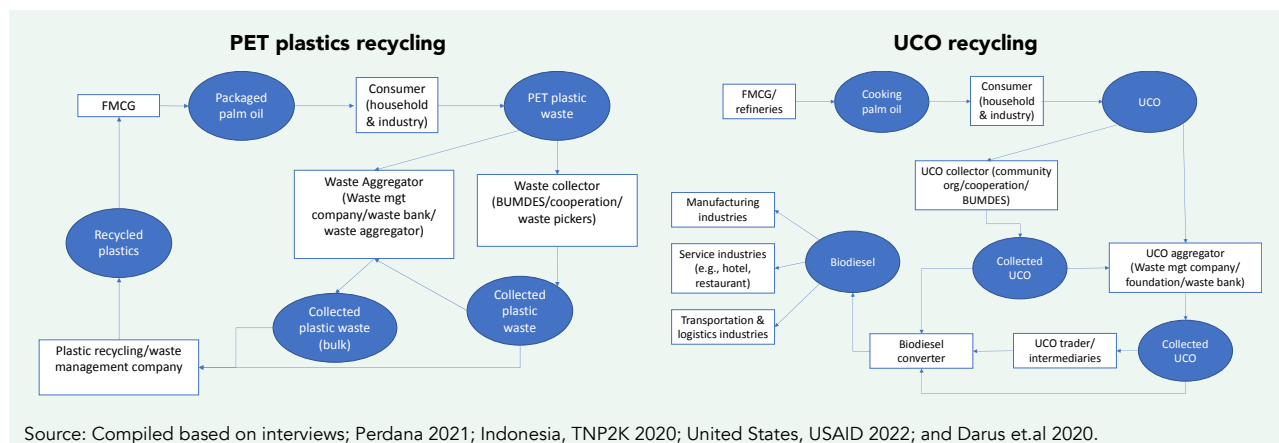 PET plastics recycling
FMCG
Packaged
palm oil
Consumer
(household
& industry)
PET plastic
waste
Waste Aggregator
(Waste mgt
company/waste bank/
waste aggregator)
Waste collector
(BUMDES/cooperation/
waste pickers)
Recycled
plastics
Collected
plastic waste
(bulk)
Collected
plastic
waste
Plastic recycling/waste
management company
UCO recycling
FMCG/
refineries
Cooking
palm oil
Consumer
(household
& industry)
UCO
UCO collector (community
org/cooperation/
BUMDES)
Manufacturing
industries
Service industries
(e.g., hotel,
restaurant)
Transportation &
logistics industries
Biodiesel
Collected
UCO
UCO aggregator
(Waste mgt company/
foundation/waste bank)
Biodiesel
converter
UCO trader/
intermediaries
Collected
UCO
Source: Compiled based on interviews; Perdana 2021; Indonesia, TNP2K 2020; United States, USAID 2022; and Darus et.al 2020.